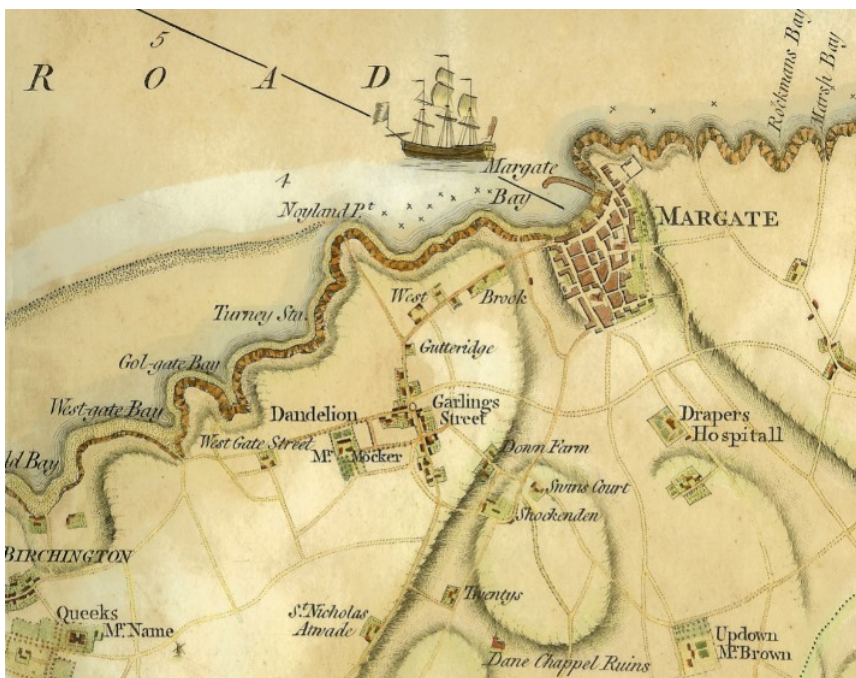 5
R O A D
Rockmans Bay
Marsh Bay
4
Margate
Bay
Noyland P.t
MARGATE
West Brook
Turney Sta.
Gutteridge
Gol-gate Bay
West-gate Bay
Dandelion
Garlings
Street
Drapers
Hospitall
West Gate Street
Mr. Mocker
Down Farm
ld Bay
Swins Court
Shockenden
BIRCHINGTON
Twentys
Queeks
Mr. Name
St. Nicholas
Atwade
Updown
Mr. Brown
Dane Chappel Ruins